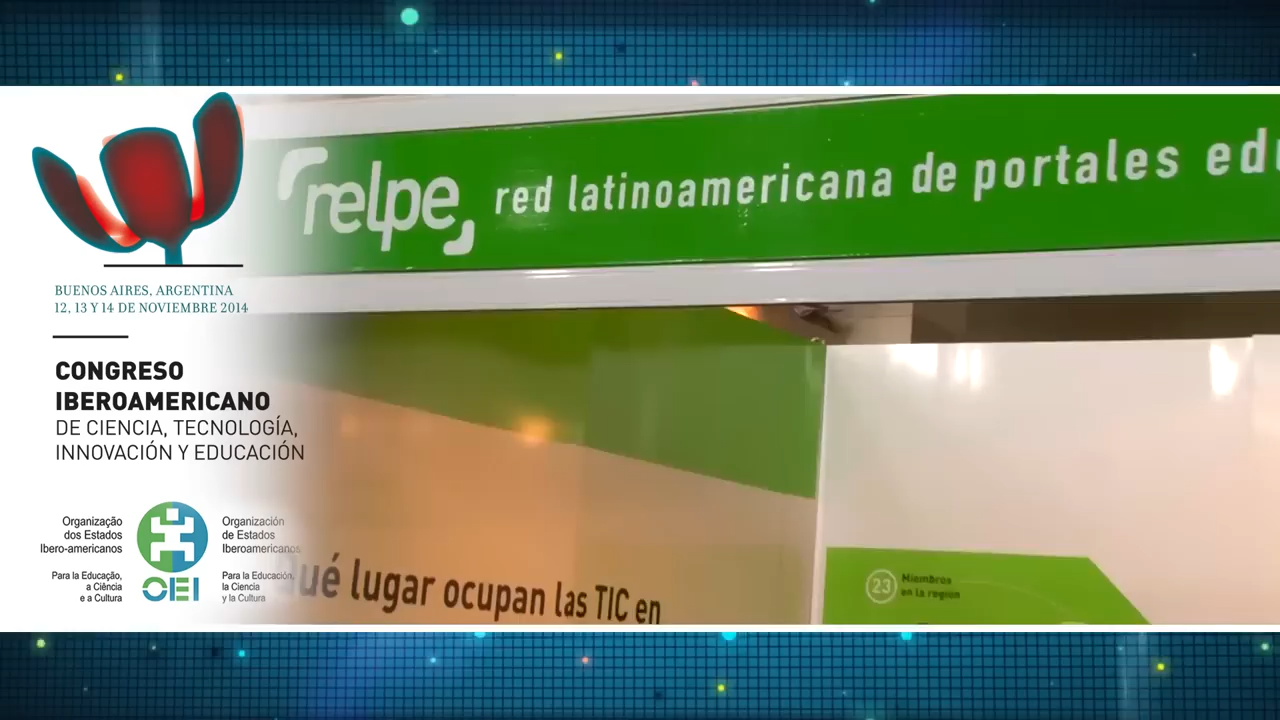 BUENOS AIRES, ARGENTINA
12, 13 Y 14 DE NOVIEMBRE 2014
CONGRESO
IBEROAMERICANO
DE CIENCIA, TECNOLOGÍA,
INNOVACIÓN Y EDUCACIÓN
Organização
dos Estados
Ibero-americanos
Para la Educação,
a Ciência
e a Cultura
OEI
Organización
de Estados
Iberoamericanos
Para la Educación,
la Ciencia
y la Cultura
relpe red latinoamericana de portales
ué lugar ocupan las TIC en
23 Miembros
en la región